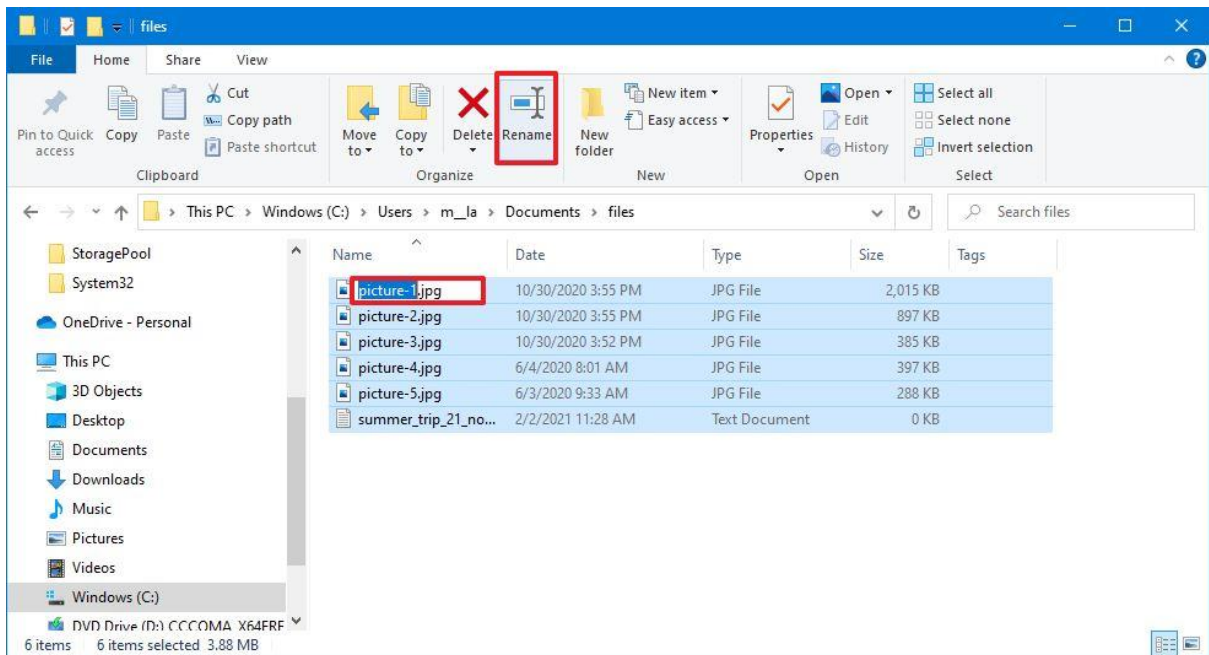 files
File Home Share View
Pin to Quick access
Copy
Paste
Cut
Copy path
Paste shortcut
Clipboard
Move to
Copy to
Delete
Rename
Organize
New folder
New item
Easy access
New
Properties
Open
Edit
History
Open
Select all
Select none
Invert selection
Select
This PC > Windows (C:) > Users > m__la > Documents > files
Search files
StoragePool
System32
OneDrive - Personal
This PC
3D Objects
Desktop
Documents
Downloads
Music
Pictures
Videos
Windows (C:)
DVD Drive (D:) CCCOMA_X64FRE
Name Date Type Size Tags
picture-1.jpg 10/30/2020 3:55 PM JPG File 2,015 KB
picture-2.jpg 10/30/2020 3:55 PM JPG File 897 KB
picture-3.jpg 10/30/2020 3:52 PM JPG File 385 KB
picture-4.jpg 6/4/2020 8:01 AM JPG File 397 KB
picture-5.jpg 6/3/2020 9:33 AM JPG File 288 KB
summer_trip_21_no... 2/2/2021 11:28 AM Text Document 0 KB
6 items 6 items selected 3.88 MB